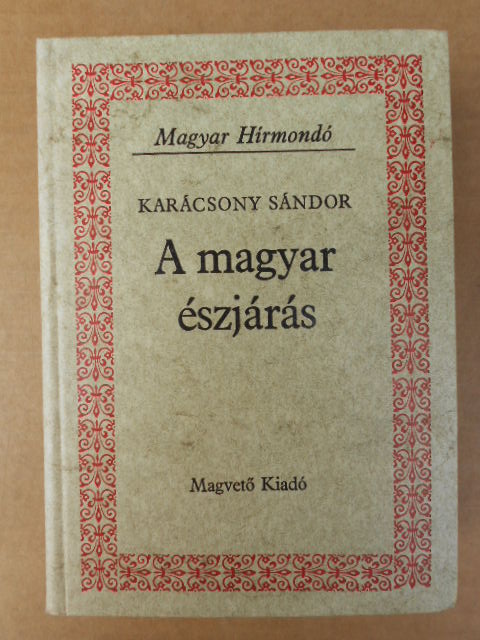 Magyar Hírmondó
KARÁCSONY SÁNDOR
A magyar
észjárás
Magvető Kiadó